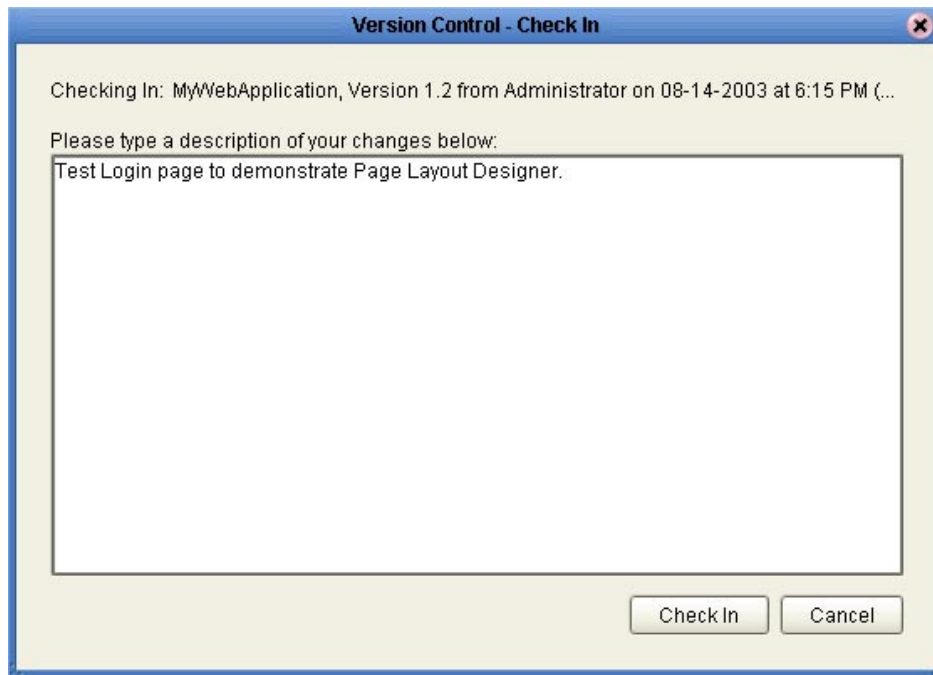 Version Control - Check In
Checking In: MyWebApplication, Version 1.2 from Administrator on 08-14-2003 at 6:15 PM (...
Please type a description of your changes below:
Test Login page to demonstrate Page Layout Designer.
Check In
Cancel